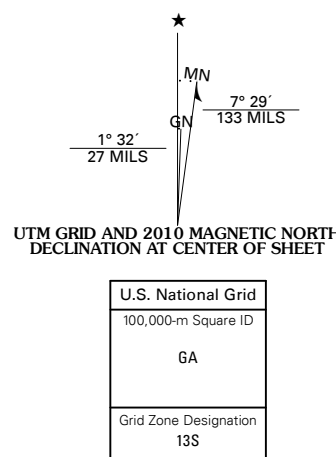 ★
MN
7° 29´
133 MILS
GN
1° 32´
27 MILS
UTM GRID AND 2010 MAGNETIC NORTH
DECLINATION AT CENTER OF SHEET
U.S. National Grid
100,000-m Square ID
GA
Grid Zone Designation
13S